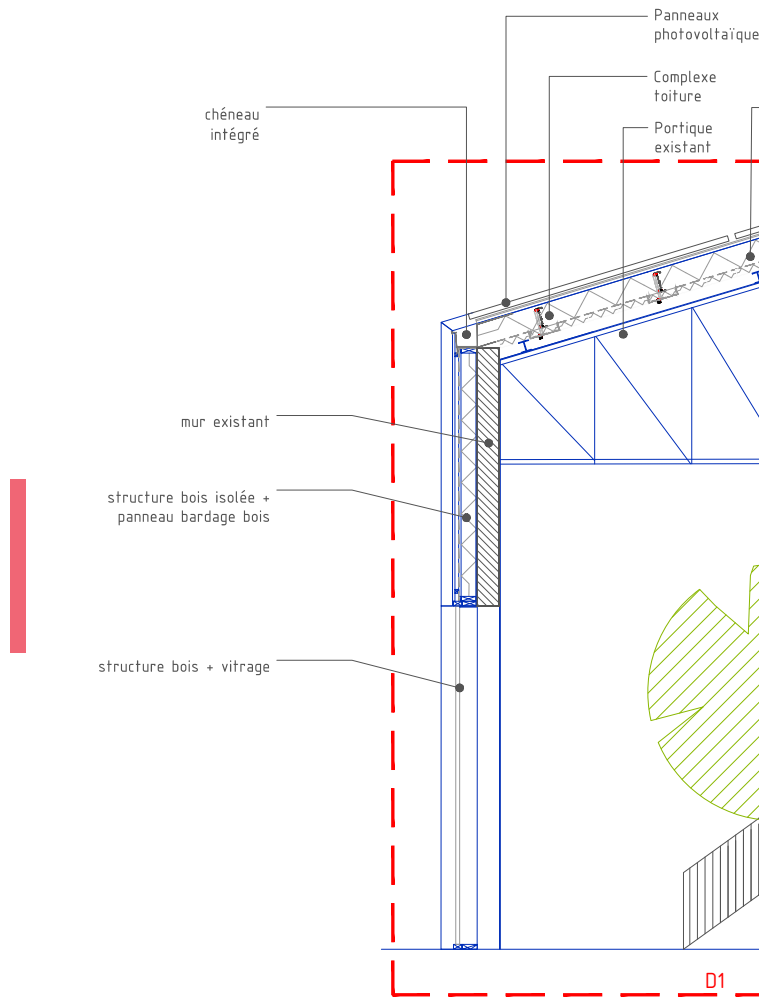 Panneaux
photovoltaïque
Complexe
toiture
chéneau
intégré
Portique
existant
mur existant
structure bois isolée +
panneau bardage bois
structure bois + vitrage
D1